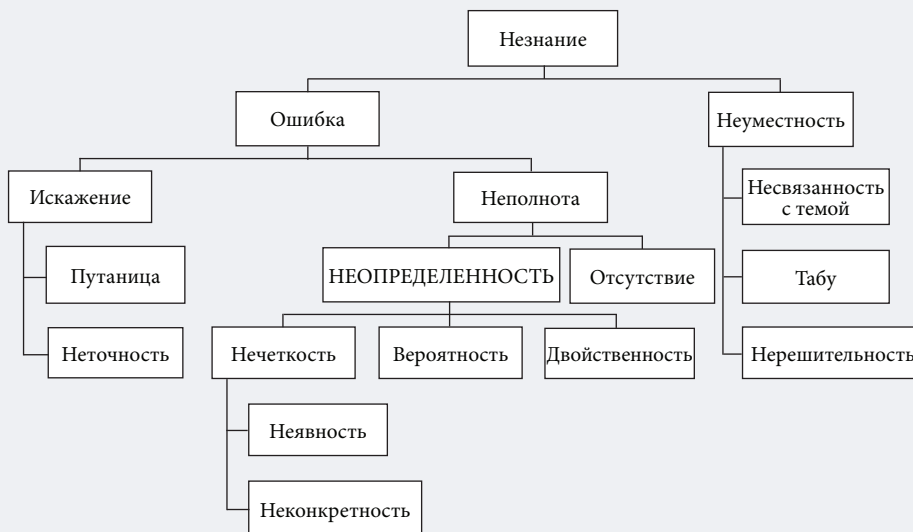 Незнание
Ошибка
Неуместность
Искажение
Неполнота
Несвязанность
с темой
Путаница
НЕОПРЕДЕЛЕННОСТЬ
Отсутствие
Табу
Неточность
Нечеткость
Вероятность
Двойственность
Нерешительность
Неявность
Неконкретность